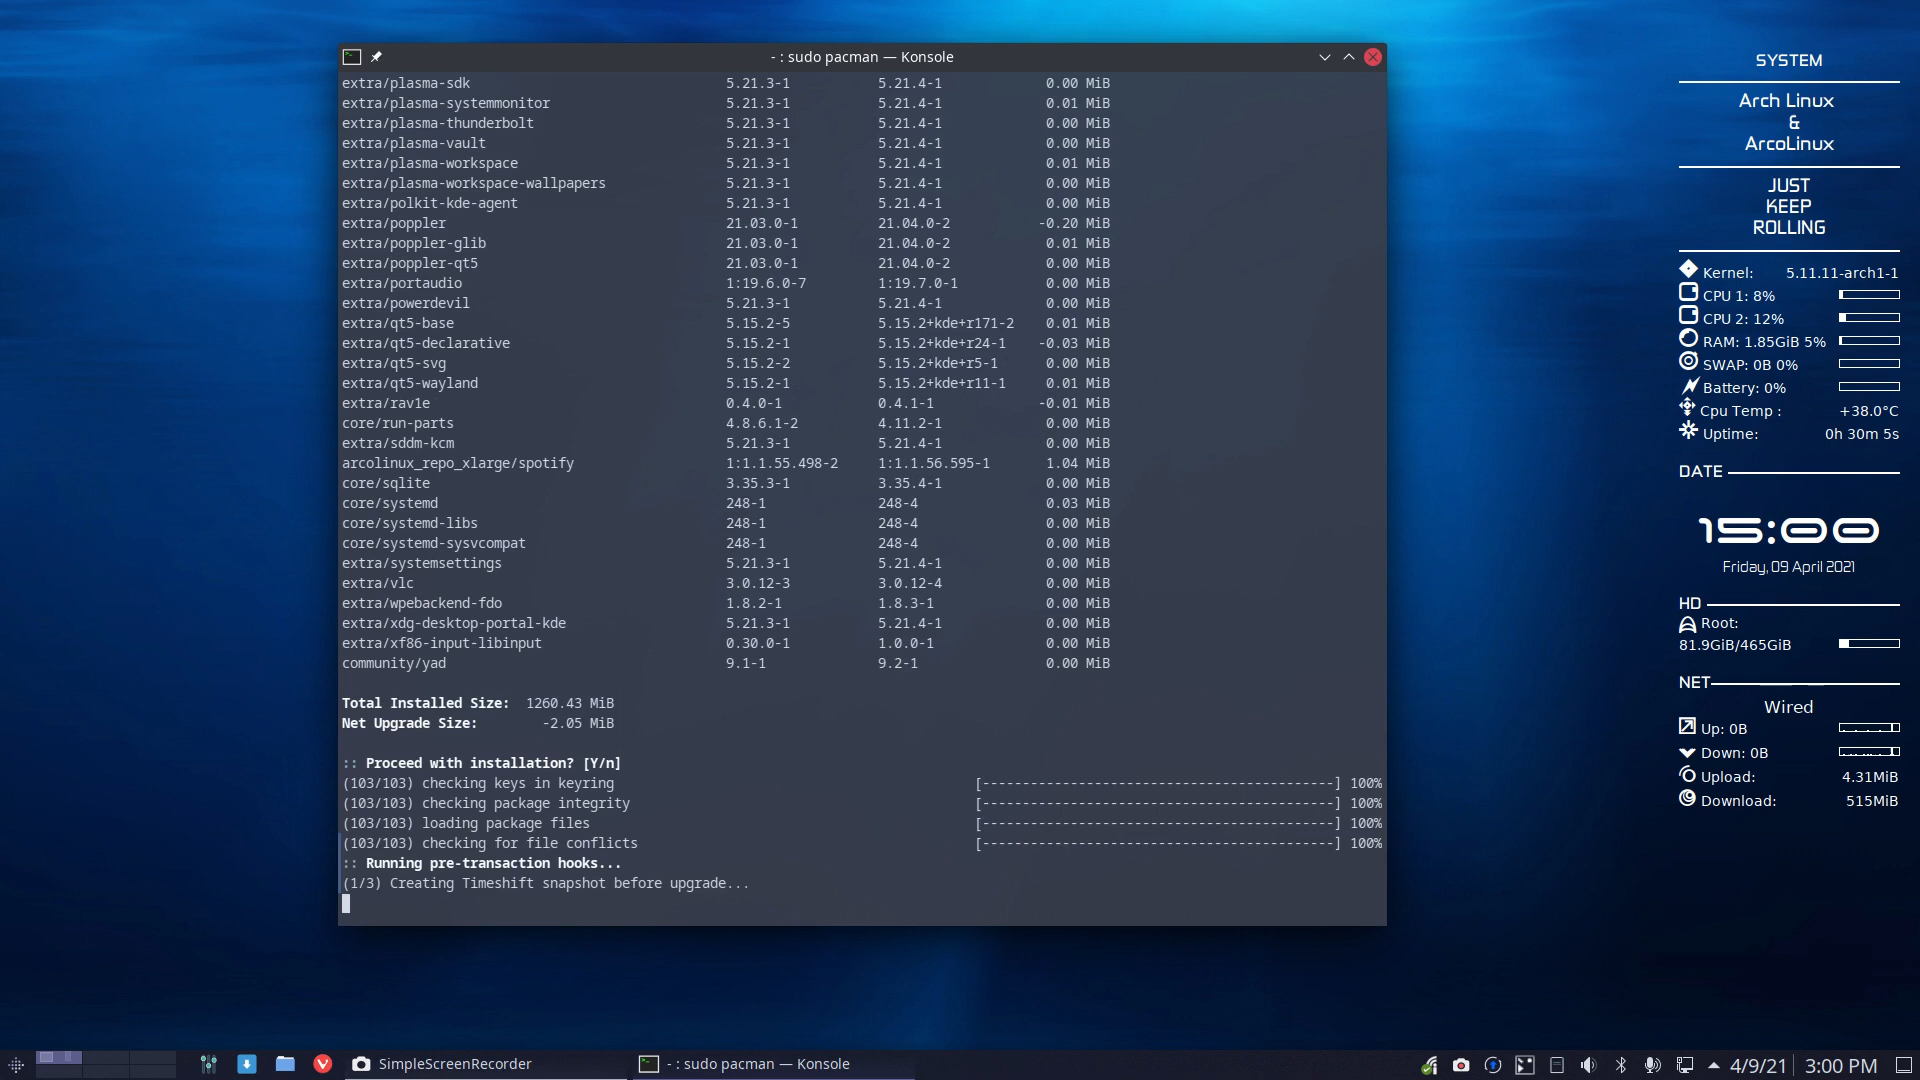 - : sudo pacman — Konsole
extra/plasma-sdk 5.21.3-1 5.21.4-1 0.00 MiB
extra/plasma-systemmonitor 5.21.3-1 5.21.4-1 0.01 MiB
extra/plasma-thunderbolt 5.21.3-1 5.21.4-1 0.00 MiB
extra/plasma-vault 5.21.3-1 5.21.4-1 0.00 MiB
extra/plasma-workspace 5.21.3-1 5.21.4-1 0.01 MiB
extra/plasma-workspace-wallpapers 5.21.3-1 5.21.4-1 0.00 MiB
extra/polkit-kde-agent 5.21.3-1 5.21.4-1 0.00 MiB
extra/poppler 21.03.0-1 21.04.0-2 -0.20 MiB
extra/poppler-glib 21.03.0-1 21.04.0-2 0.01 MiB
extra/poppler-qt5 21.03.0-1 21.04.0-2 0.00 MiB
extra/portaudio 1:19.6.0-7 1:19.7.0-1 0.00 MiB
extra/powerdevil 5.21.3-1 5.21.4-1 0.00 MiB
extra/qt5-base 5.15.2-5 5.15.2+kde+r171-2 0.01 MiB
extra/qt5-declarative 5.15.2-1 5.15.2+kde+r24-1 -0.03 MiB
extra/qt5-svg 5.15.2-2 5.15.2+kde+r5-1 0.00 MiB
extra/qt5-wayland 5.15.2-1 5.15.2+kde+r11-1 0.01 MiB
extra/rav1e 0.4.0-1 0.4.1-1 -0.01 MiB
core/run-parts 4.8.6.1-2 4.11.2-1 0.00 MiB
extra/sddm-kcm 5.21.3-1 5.21.4-1 0.00 MiB
arcolinux_repo_xlarge/spotify 1:1.1.55.498-2 1:1.1.56.595-1 1.04 MiB
core/sqlite 3.35.3-1 3.35.4-1 0.00 MiB
core/systemd 248-1 248-4 0.03 MiB
core/systemd-libs 248-1 248-4 0.00 MiB
core/systemd-sysvcompat 248-1 248-4 0.00 MiB
extra/systemsettings 5.21.3-1 5.21.4-1 0.00 MiB
extra/vlc 3.0.12-3 3.0.12-4 0.00 MiB
extra/wpebackend-fdo 1.8.2-1 1.8.3-1 0.00 MiB
extra/xdg-desktop-portal-kde 5.21.3-1 5.21.4-1 0.00 MiB
extra/xf86-input-libinput 0.30.0-1 1.0.0-1 0.00 MiB
community/yad 9.1-1 9.2-1 0.00 MiB
Total Installed Size: 1260.43 MiB
Net Upgrade Size: -2.05 MiB
:: Proceed with installation? [Y/n]
(103/103) checking keys in keyring [--------------------------------------------] 100%
(103/103) checking package integrity [--------------------------------------------] 100%
(103/103) loading package files [--------------------------------------------] 100%
(103/103) checking for file conflicts [--------------------------------------------] 100%
:: Running pre-transaction hooks...
(1/3) Creating Timeshift snapshot before upgrade...
SYSTEM
Arch Linux
&
ArcoLinux
JUST
KEEP
ROLLING
Kernel: 5.11.11-arch1-1
CPU 1: 8%
CPU 2: 12%
RAM: 1.85GiB 5%
SWAP: 0B 0%
Battery: 0%
Cpu Temp : +38.0°C
Uptime: 0h 30m 5s
DATE
15:00
Friday, 09 April 2021
HD
Root:
81.9GiB/465GiB
NET
Wired
Up: 0B
Down: 0B
Upload: 4.31MiB
Download: 515MiB
SimpleScreenRecorder
- : sudo pacman — Konsole
4/9/21
3:00 PM